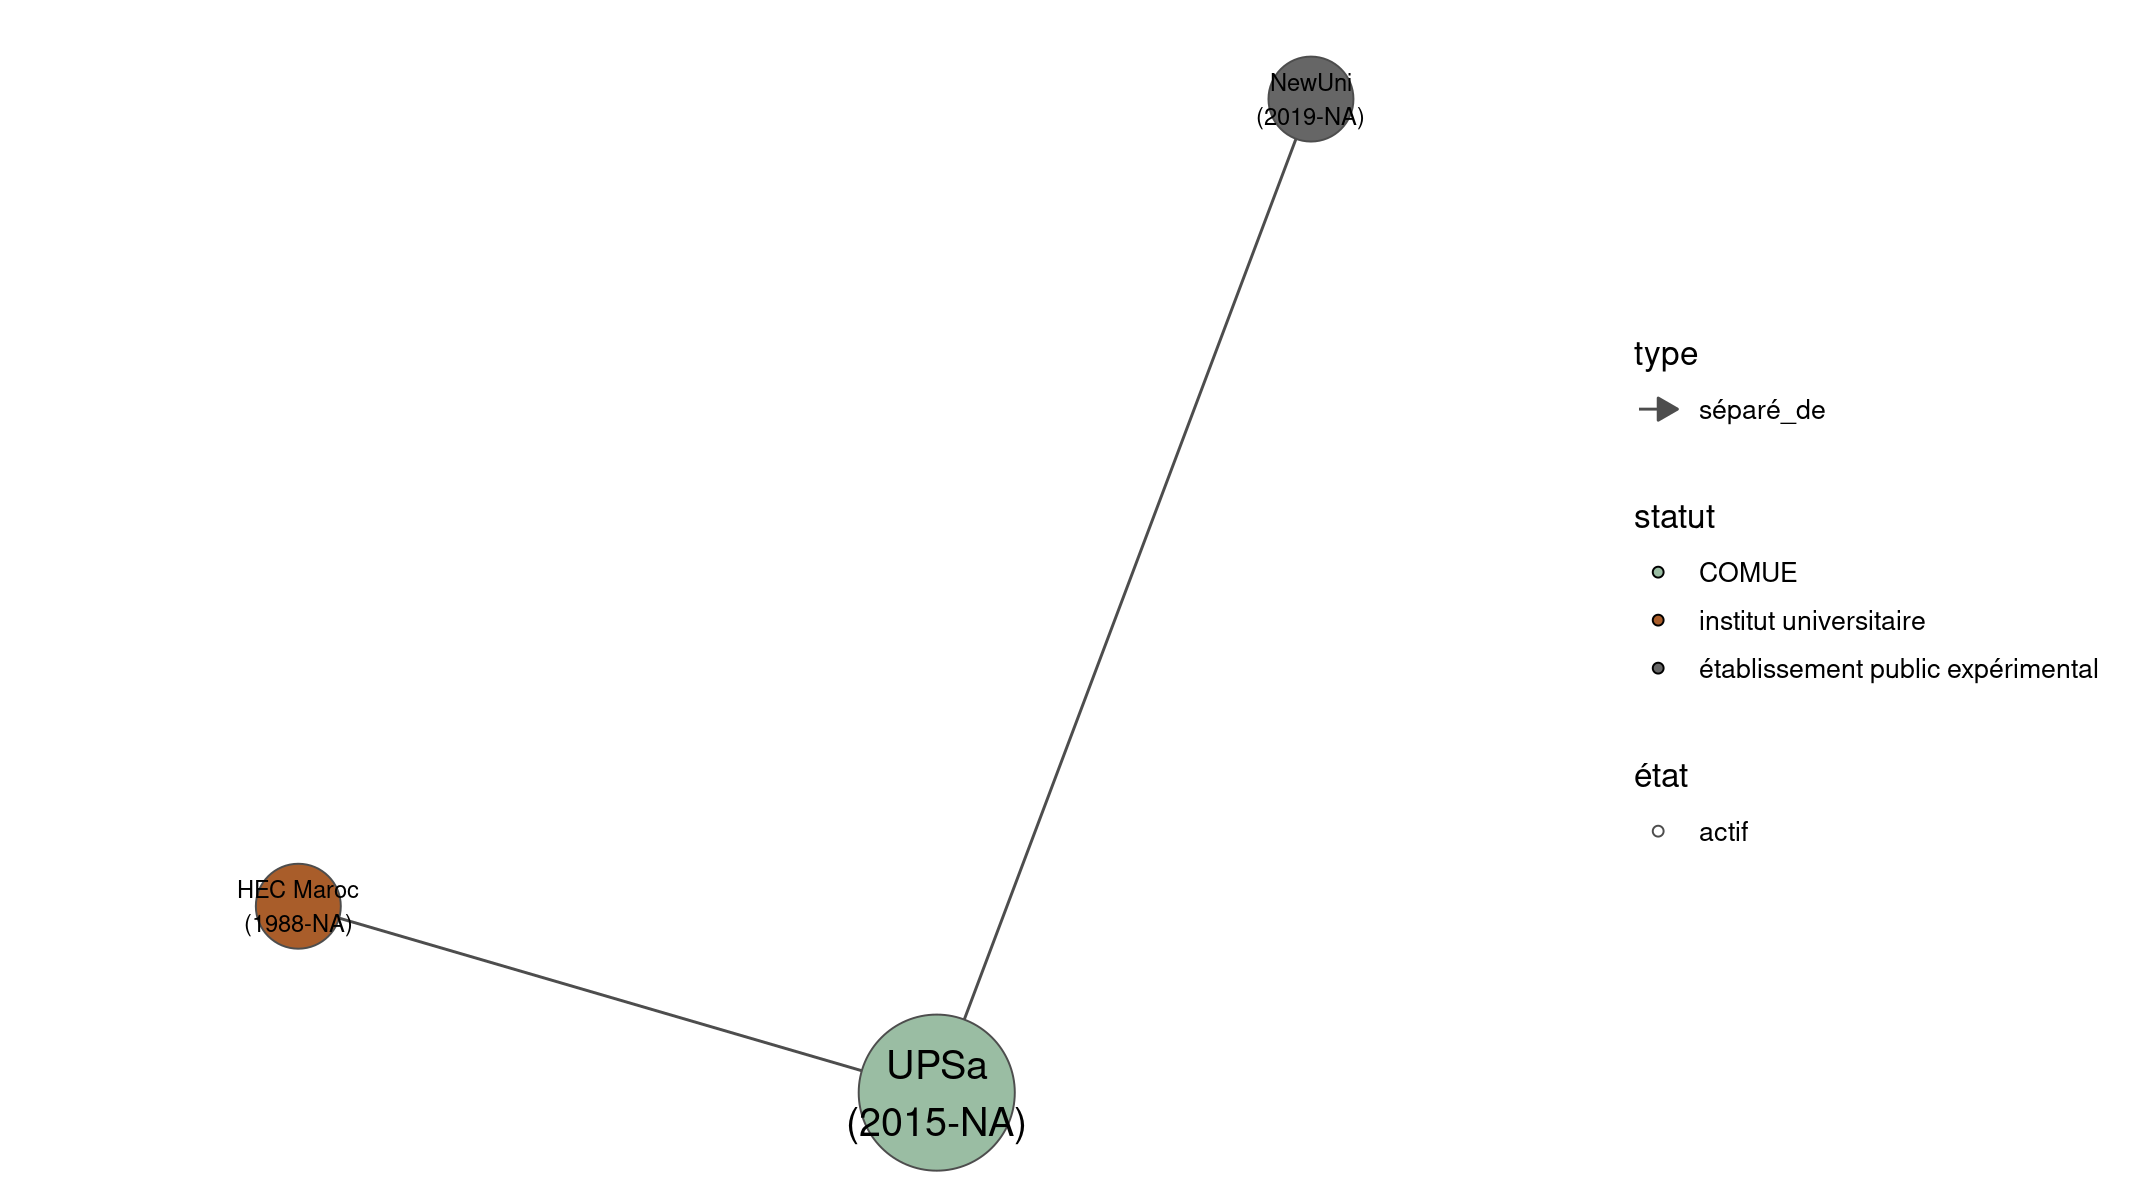 NewUni
(2019-NA)
HEC Maroc
(1988-NA)
UPSa
(2015-NA)
type
séparé_de
statut
COMUE
institut universitaire
établissement public expérimental
état
actif